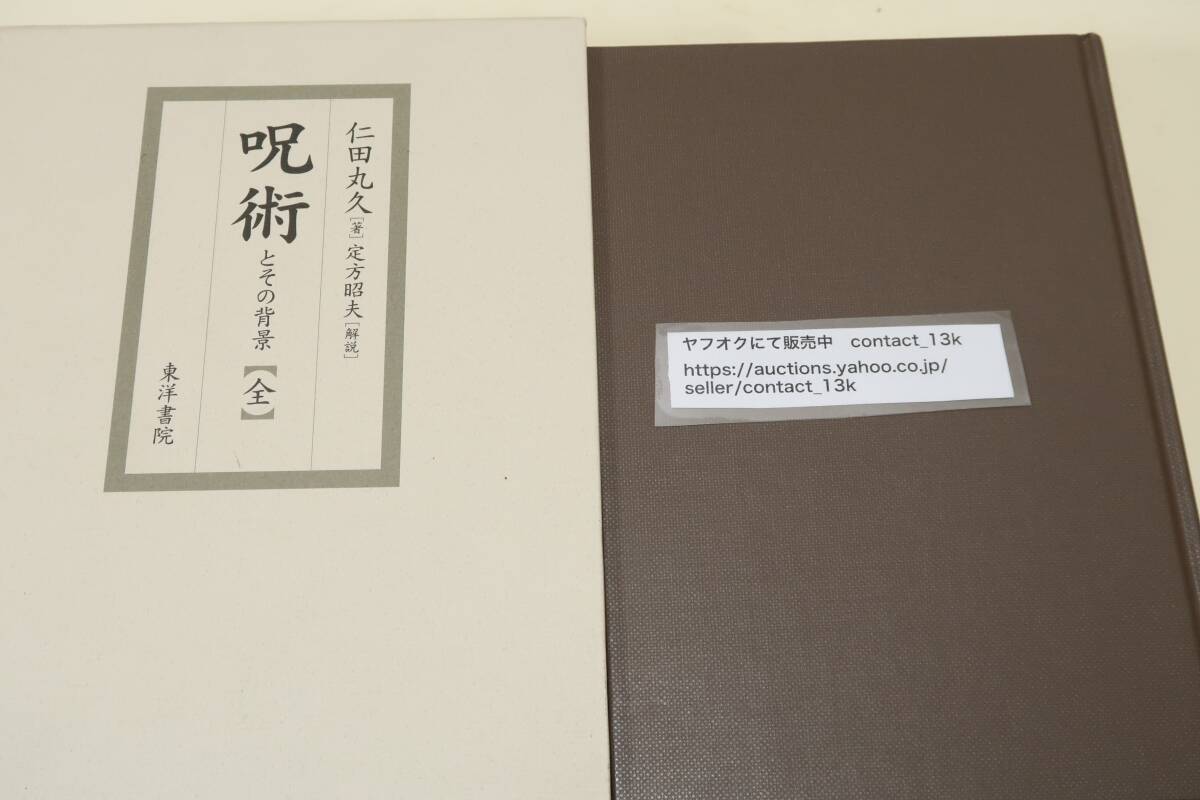 仁田丸久[著]定方昭夫[解説]
呪術とその背景【全】
東洋書院
ヤフオクにて販売中　contact_13k
https://auctions.yahoo.co.jp/
seller/contact_13k